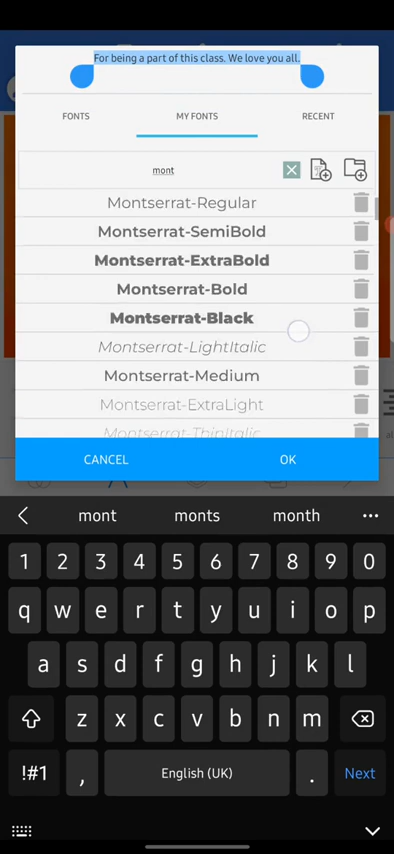 For being a part of this class. We love you all.
FONTS MY FONTS RECENT
mont
Montserrat-Regular
Montserrat-SemiBold
Montserrat-ExtraBold
Montserrat-Bold
Montserrat-Black
Montserrat-LightItalic
Montserrat-Medium
Montserrat-ExtraLight
Montserrat-ThinItalic
CANCEL OK
mont monts month
1 2 3 4 5 6 7 8 9 0
q w e r t y u i o p
a s d f g h j k l
z x c v b n m
!#1 , English (UK) . Next